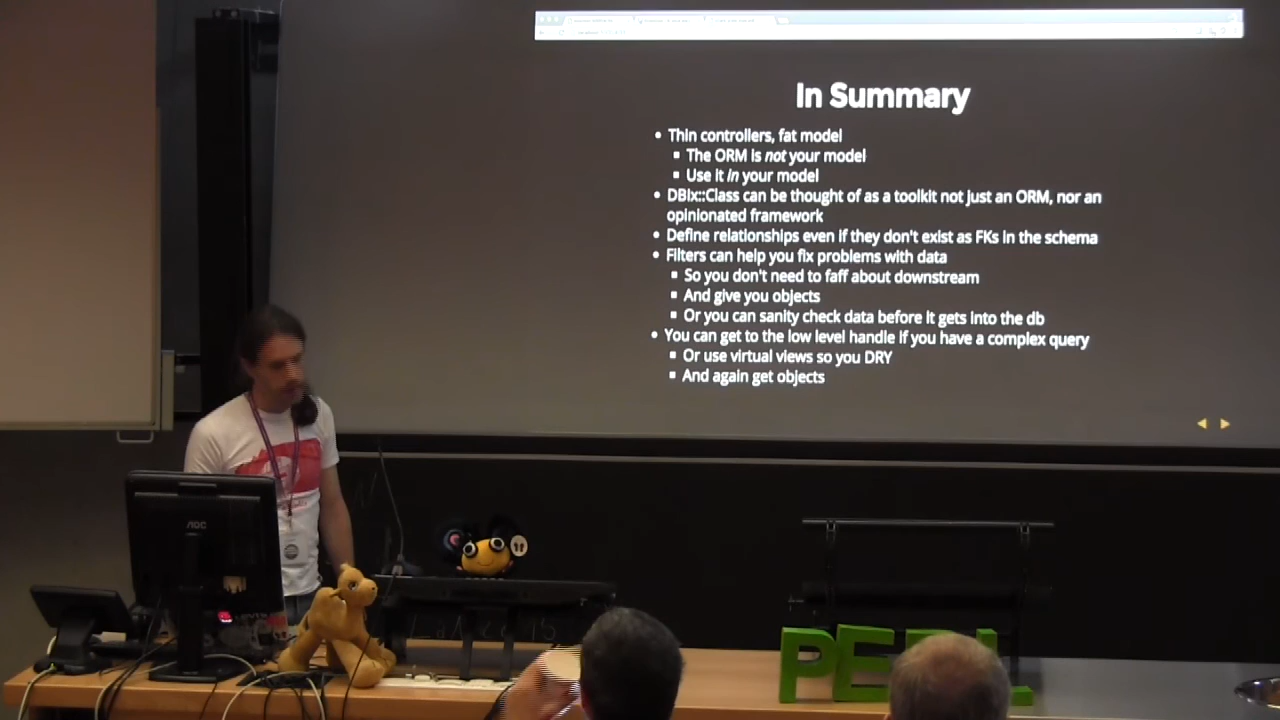 In Summary
Thin controllers, fat model
The ORM is not your model
Use it in your model
DBIx::Class can be thought of as a toolkit not just an ORM, nor an
opinionated framework
Define relationships even if they don't exist as FKs in the schema
Filters can help you fix problems with data
So you don't need to faff about downstream
And give you objects
Or you can sanity check data before it gets into the db
You can get to the low level handle if you have a complex query
Or use virtual views so you DRY
And again get objects
AOC
PERL